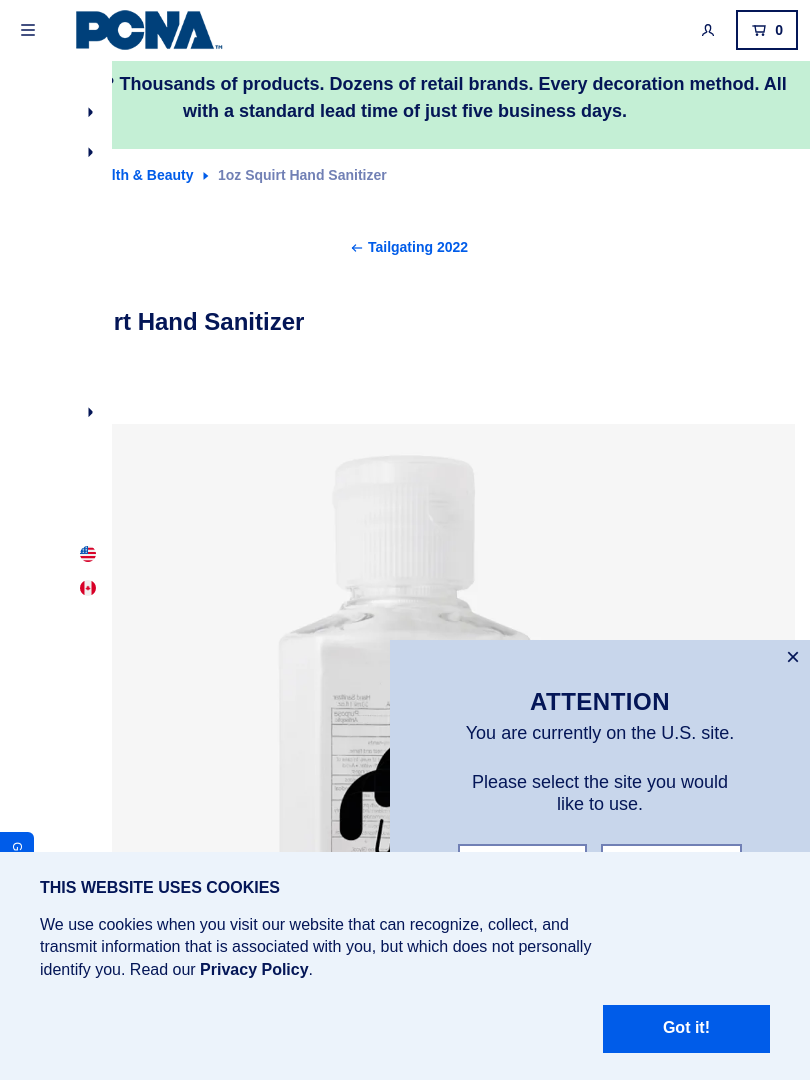 PCNA™
0
Thousands of products. Dozens of retail brands. Every decoration method. All
with a standard lead time of just five business days.
lth & Beauty
1oz Squirt Hand Sanitizer
← Tailgating 2022
rt Hand Sanitizer
ATTENTION
You are currently on the U.S. site.
Please select the site you would
like to use.
G
THIS WEBSITE USES COOKIES
We use cookies when you visit our website that can recognize, collect, and
transmit information that is associated with you, but which does not personally
identify you. Read our Privacy Policy.
Got it!